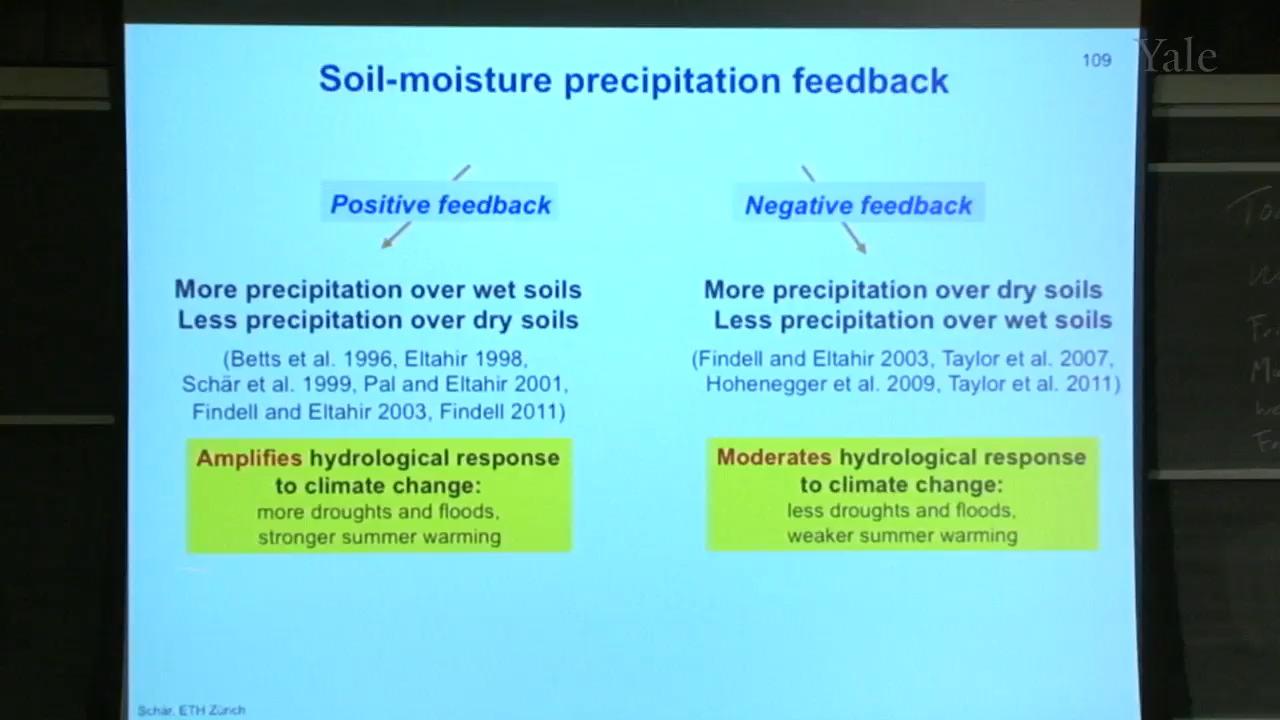 109
Yale
Soil-moisture precipitation feedback
Positive feedback
More precipitation over wet soils
Less precipitation over dry soils
(Betts et al. 1996, Eltahir 1998,
Schär et al. 1999, Pal and Eltahir 2001,
Findell and Eltahir 2003, Findell 2011)
Amplifies hydrological response
to climate change:
more droughts and floods,
stronger summer warming
Negative feedback
More precipitation over dry soils
Less precipitation over wet soils
(Findell and Eltahir 2003, Taylor et al. 2007,
Hohenegger et al. 2009, Taylor et al. 2011)
Moderates hydrological response
to climate change:
less droughts and floods,
weaker summer warming
Schär, ETH Zürich